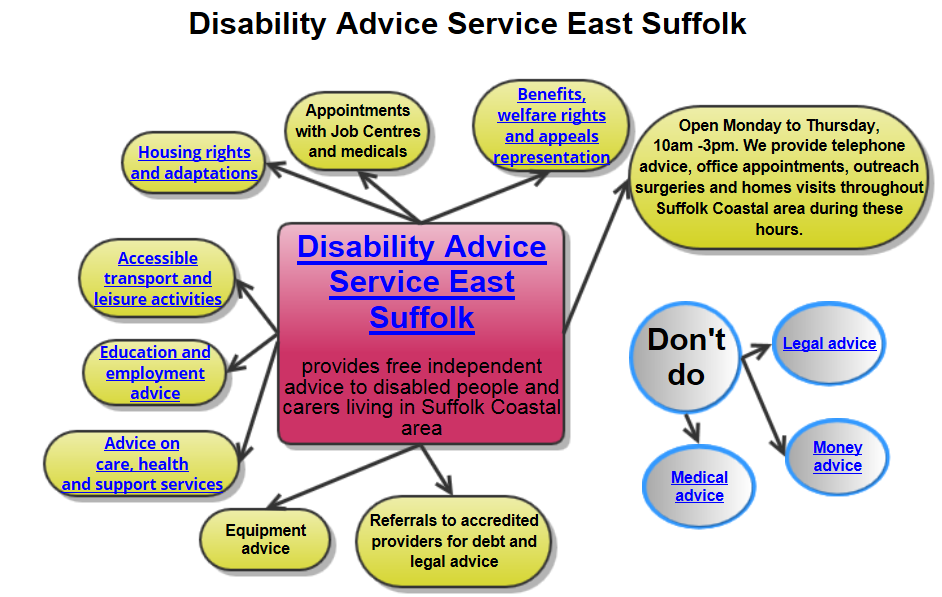 Disability Advice Service East Suffolk
Appointments
with Job Centres
and medicals
Benefits,
welfare rights
and appeals
representation
Housing rights
and adaptations
Open Monday to Thursday,
10am -3pm. We provide telephone
advice, office appointments, outreach
surgeries and homes visits throughout
Suffolk Coastal area during these
hours.
Disability Advice
Service East
Suffolk
provides free independent
advice to disabled people and
carers living in Suffolk Coastal
area
Accessible
transport and
leisure activities
Education and
employment
advice
Advice on
care, health
and support services
Equipment
advice
Referrals to accredited
providers for debt and
legal advice
Don't
do
Legal advice
Money
advice
Medical
advice